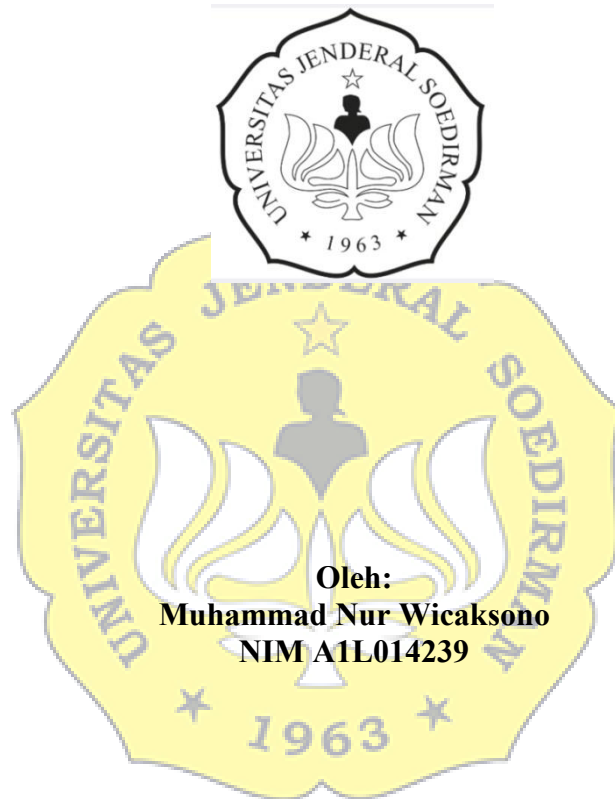 UNIVERSITAS JENDERAL SOEDIRMAN
★ 1963 ★
UNIVERSITAS JENDERAL SOEDIRMAN
Oleh:
Muhammad Nur Wicaksono
NIM A1L014239
★ 1963 ★